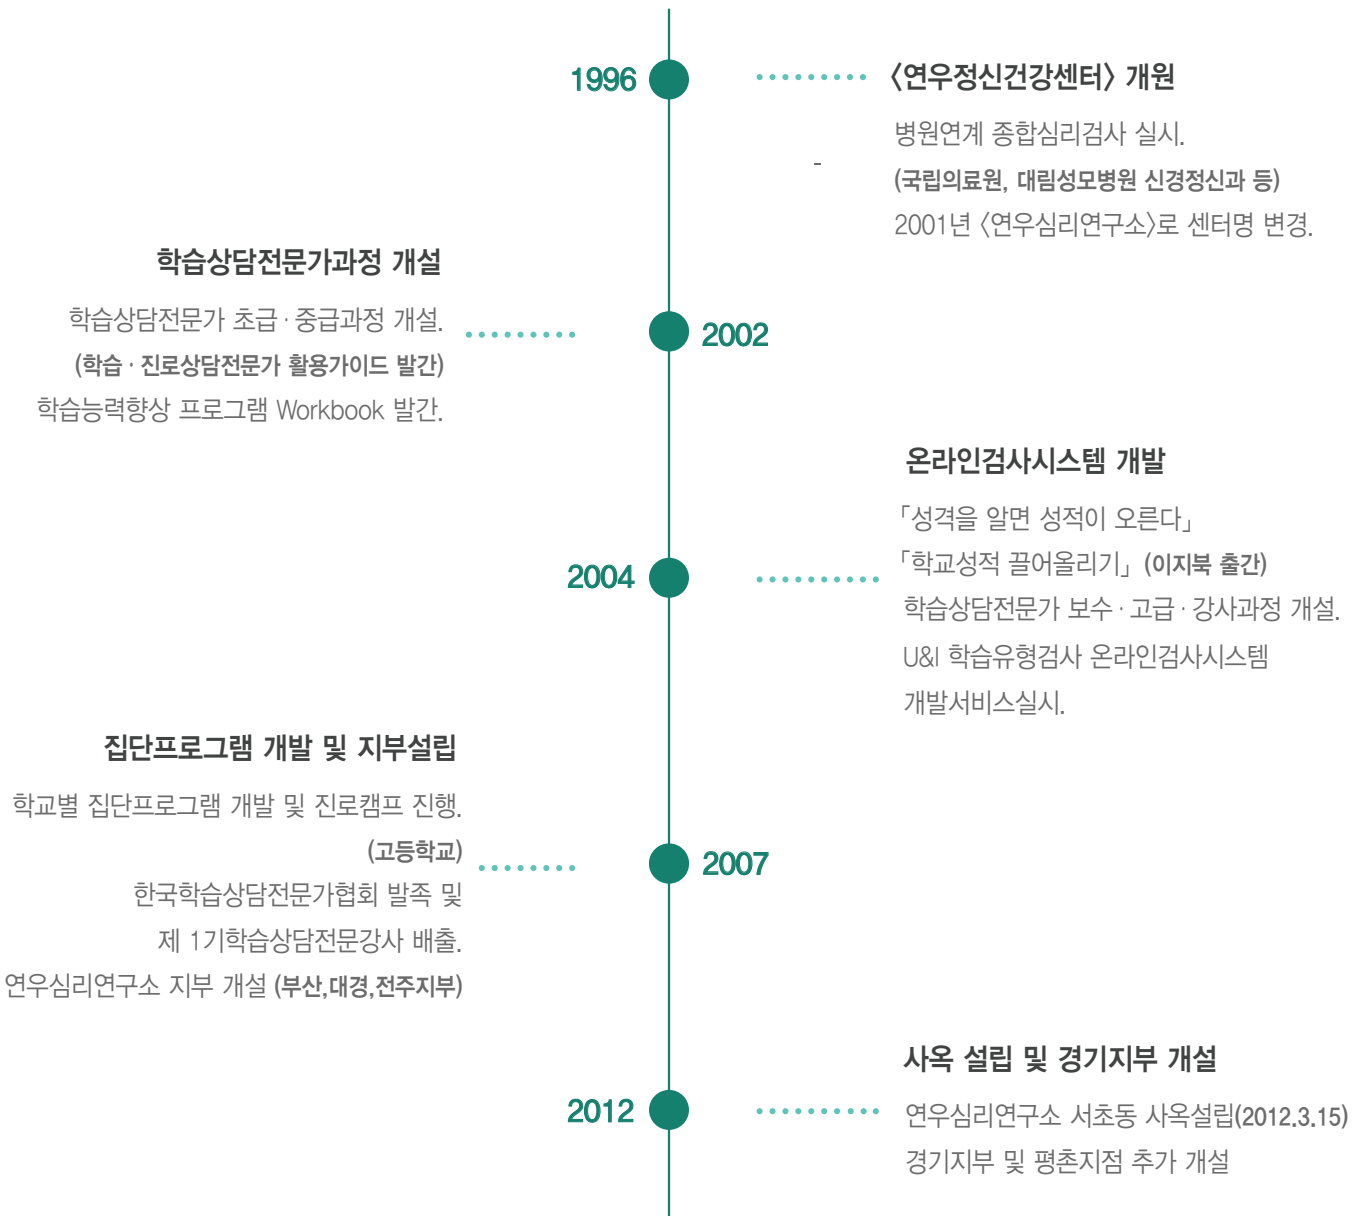 1996
〈연우정신건강센터〉 개원
병원연계 종합심리검사 실시.
(국립의료원, 대림성모병원 신경정신과 등)
2001년 〈연우심리연구소〉로 센터명 변경.
학습상담전문가과정 개설
학습상담전문가 초급 · 중급과정 개설.
(학습 · 진로상담전문가 활용가이드 발간)
학습능력향상 프로그램 Workbook 발간.
2002
온라인검사시스템 개발
「성격을 알면 성적이 오른다」
「학교성적 끌어올리기」 (이지북 출간)
학습상담전문가 보수 · 고급 · 강사과정 개설.
U&I 학습유형검사 온라인검사시스템
개발서비스실시.
2004
집단프로그램 개발 및 지부설립
학교별 집단프로그램 개발 및 진로캠프 진행.
(고등학교)
한국학습상담전문가협회 발족 및
제 1기학습상담전문강사 배출.
연우심리연구소 지부 개설 (부산,대경,전주지부)
2007
사옥 설립 및 경기지부 개설
연우심리연구소 서초동 사옥설립(2012.3.15)
경기지부 및 평촌지점 추가 개설
2012